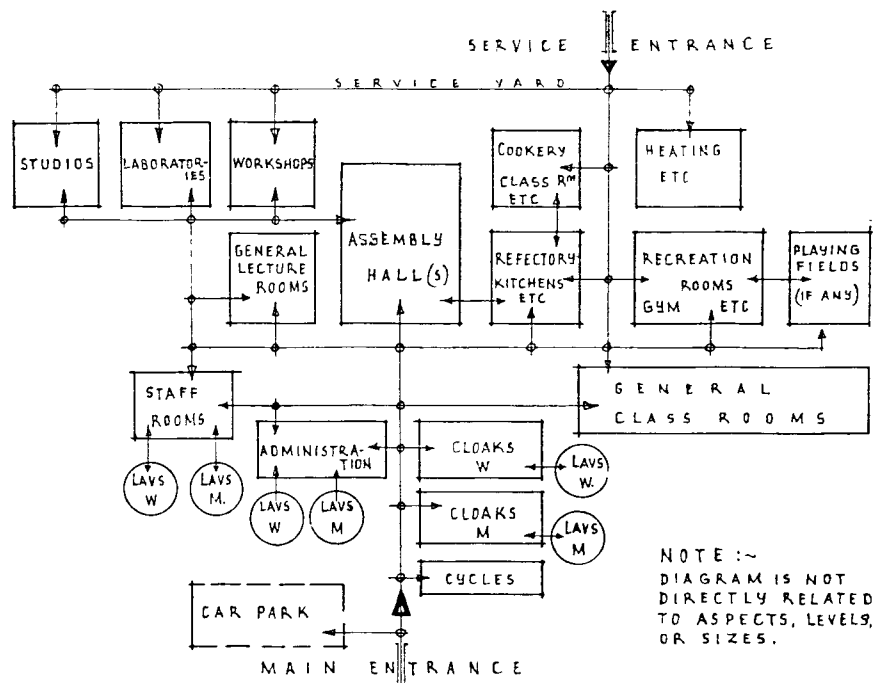 SERVICE ENTRANCE
SERVICE YARD
STUDIOS
LABORATOR-
IES
WORKSHOPS
COOKERY
CLASS RM
ETC
HEATING
ETC
GENERAL
LECTURE
ROOMS
ASSEMBLY
HALL(S)
REFECTORY
KITCHENS
ETC
RECREATION
ROOMS
GYM ETC
PLAYING
FIELDS
(IF ANY)
STAFF
ROOMS
GENERAL
CLASS ROOMS
ADMINISTRA-
TION
CLOAKS
W
LAVS
W
LAVS
M.
LAVS
W
LAVS
M
LAVS
W.
CLOAKS
M
LAVS
M
CYCLES
CAR PARK
MAIN ENTRANCE
NOTE :~
DIAGRAM IS NOT
DIRECTLY RELATED
TO ASPECTS, LEVELS,
OR SIZES.